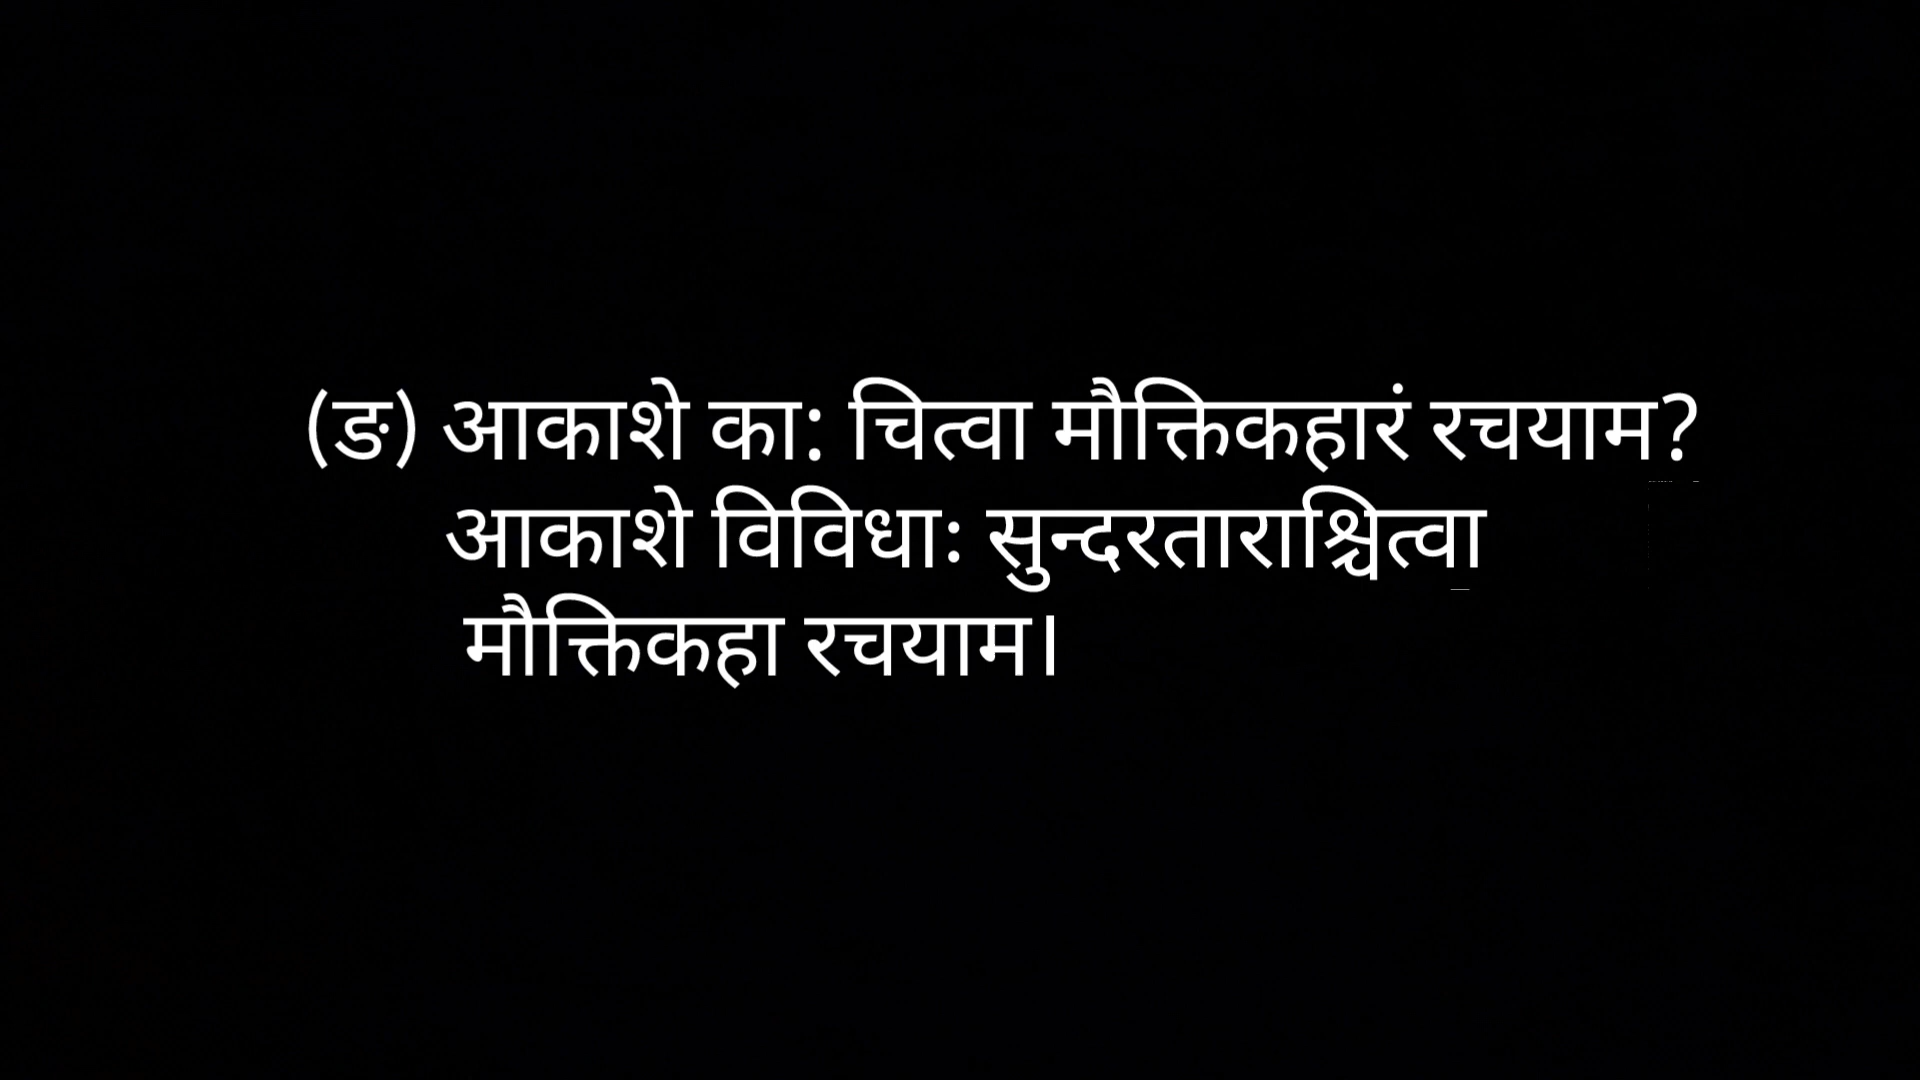 (ङ) आकाशे का: चित्वा मौक्तिकहारं रचयाम?
आकाशे विविधाः सुन्दरताराश्चित्वा
मौक्तिकहा रचयाम।